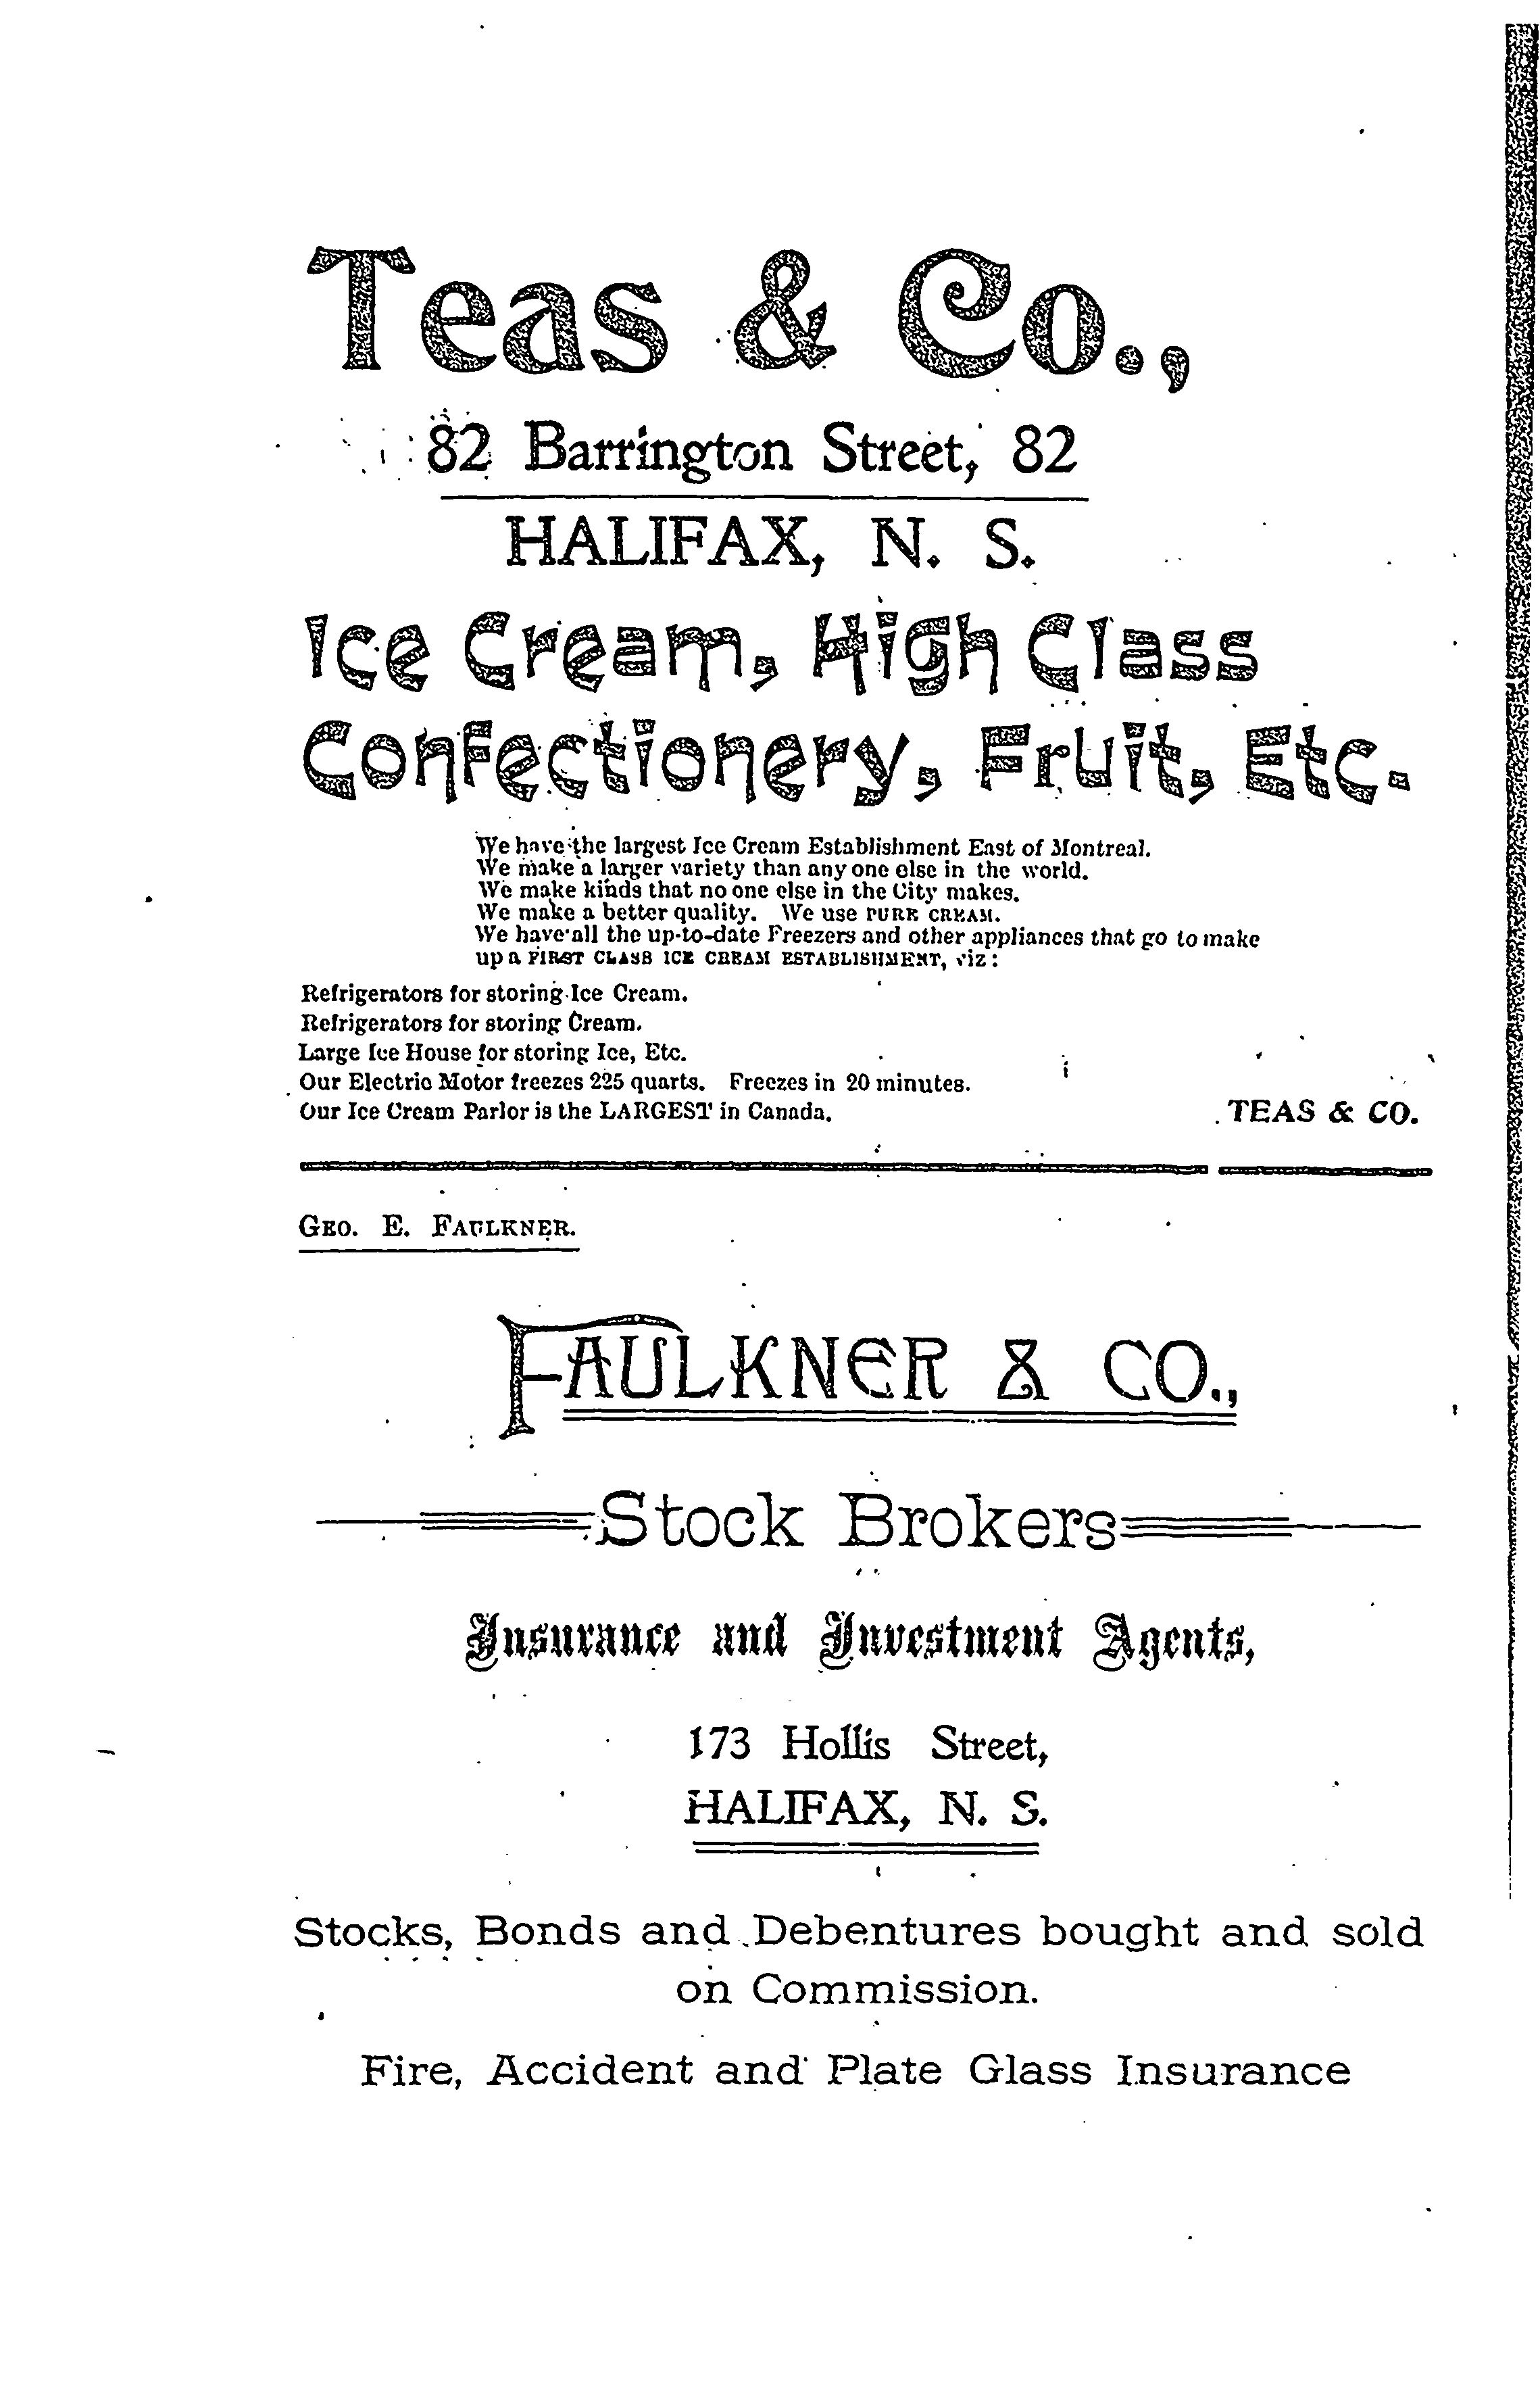 Teas & Co.,
82 Barrington Street, 82
HALIFAX, N. S.
Ice Cream, High Class
Confectionery, Fruit, Etc.
We have the largest Ice Cream Establishment East of Montreal.
We make a larger variety than any one else in the world.
We make kinds that no one else in the City makes.
We make a better quality. We use PURE CREAM.
We have all the up-to-date Freezers and other appliances that go to make
up a FIRST CLASS ICE CREAM ESTABLISHMENT, viz:
Refrigerators for storing Ice Cream.
Refrigerators for storing Cream.
Large Ice House for storing Ice, Etc.
Our Electric Motor freezes 225 quarts. Freezes in 20 minutes.
Our Ice Cream Parlor is the LARGEST in Canada. TEAS & CO.
GEO. E. FAULKNER.
FAULKNER & CO.,
Stock Brokers
Insurance and Investment Agents,
173 Hollis Street,
HALIFAX, N. S.
Stocks, Bonds and Debentures bought and sold
on Commission.
Fire, Accident and Plate Glass Insurance